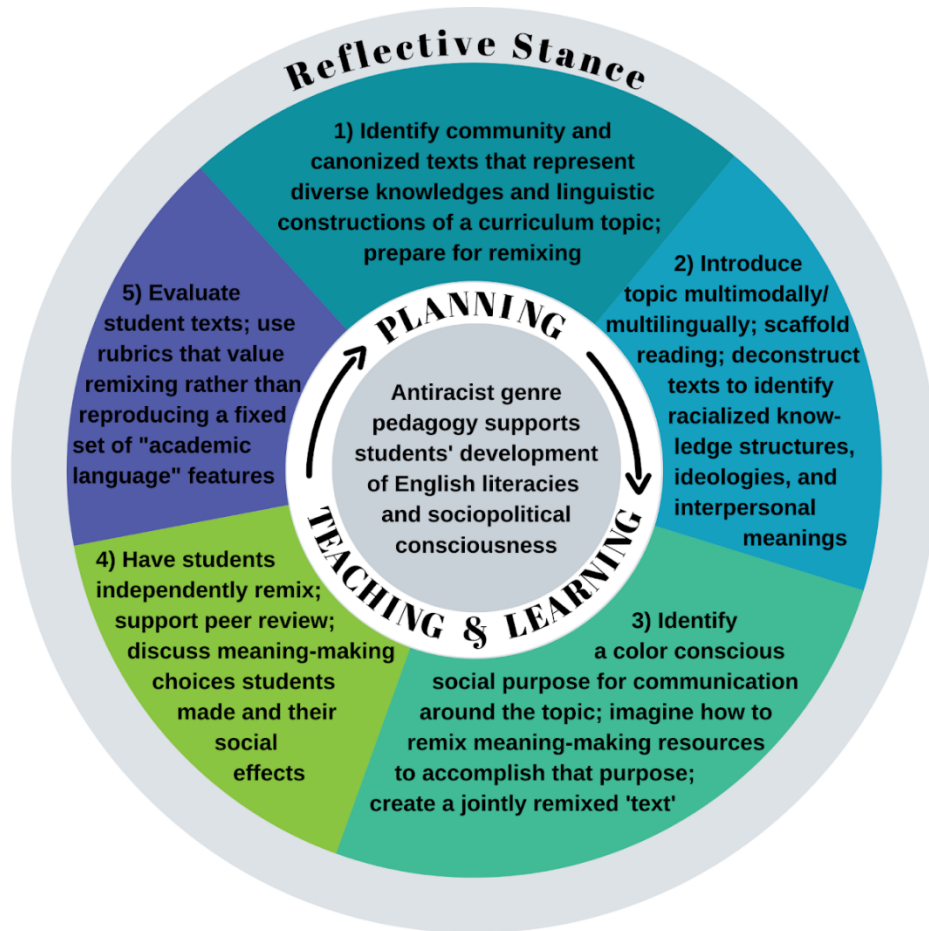 Reflective Stance
1) Identify community and
canonized texts that represent
diverse knowledges and linguistic
constructions of a curriculum topic;
prepare for remixing
2) Introduce
topic multimodally/
multilingually; scaffold
reading; deconstruct
texts to identify
racialized know-
ledge structures,
ideologies, and
interpersonal
meanings
3) Identify
a color conscious
social purpose for communication
around the topic; imagine how to
remix meaning-making resources
to accomplish that purpose;
create a jointly remixed 'text'
4) Have students
independently remix;
support peer review;
discuss meaning-making
choices students
made and their
social
effects
5) Evaluate
student texts; use
rubrics that value
remixing rather than
reproducing a fixed
set of "academic
language" features
PLANNING
Antiracist genre
pedagogy supports
students' development
of English literacies
and sociopolitical
consciousness
TEACHING & LEARNING